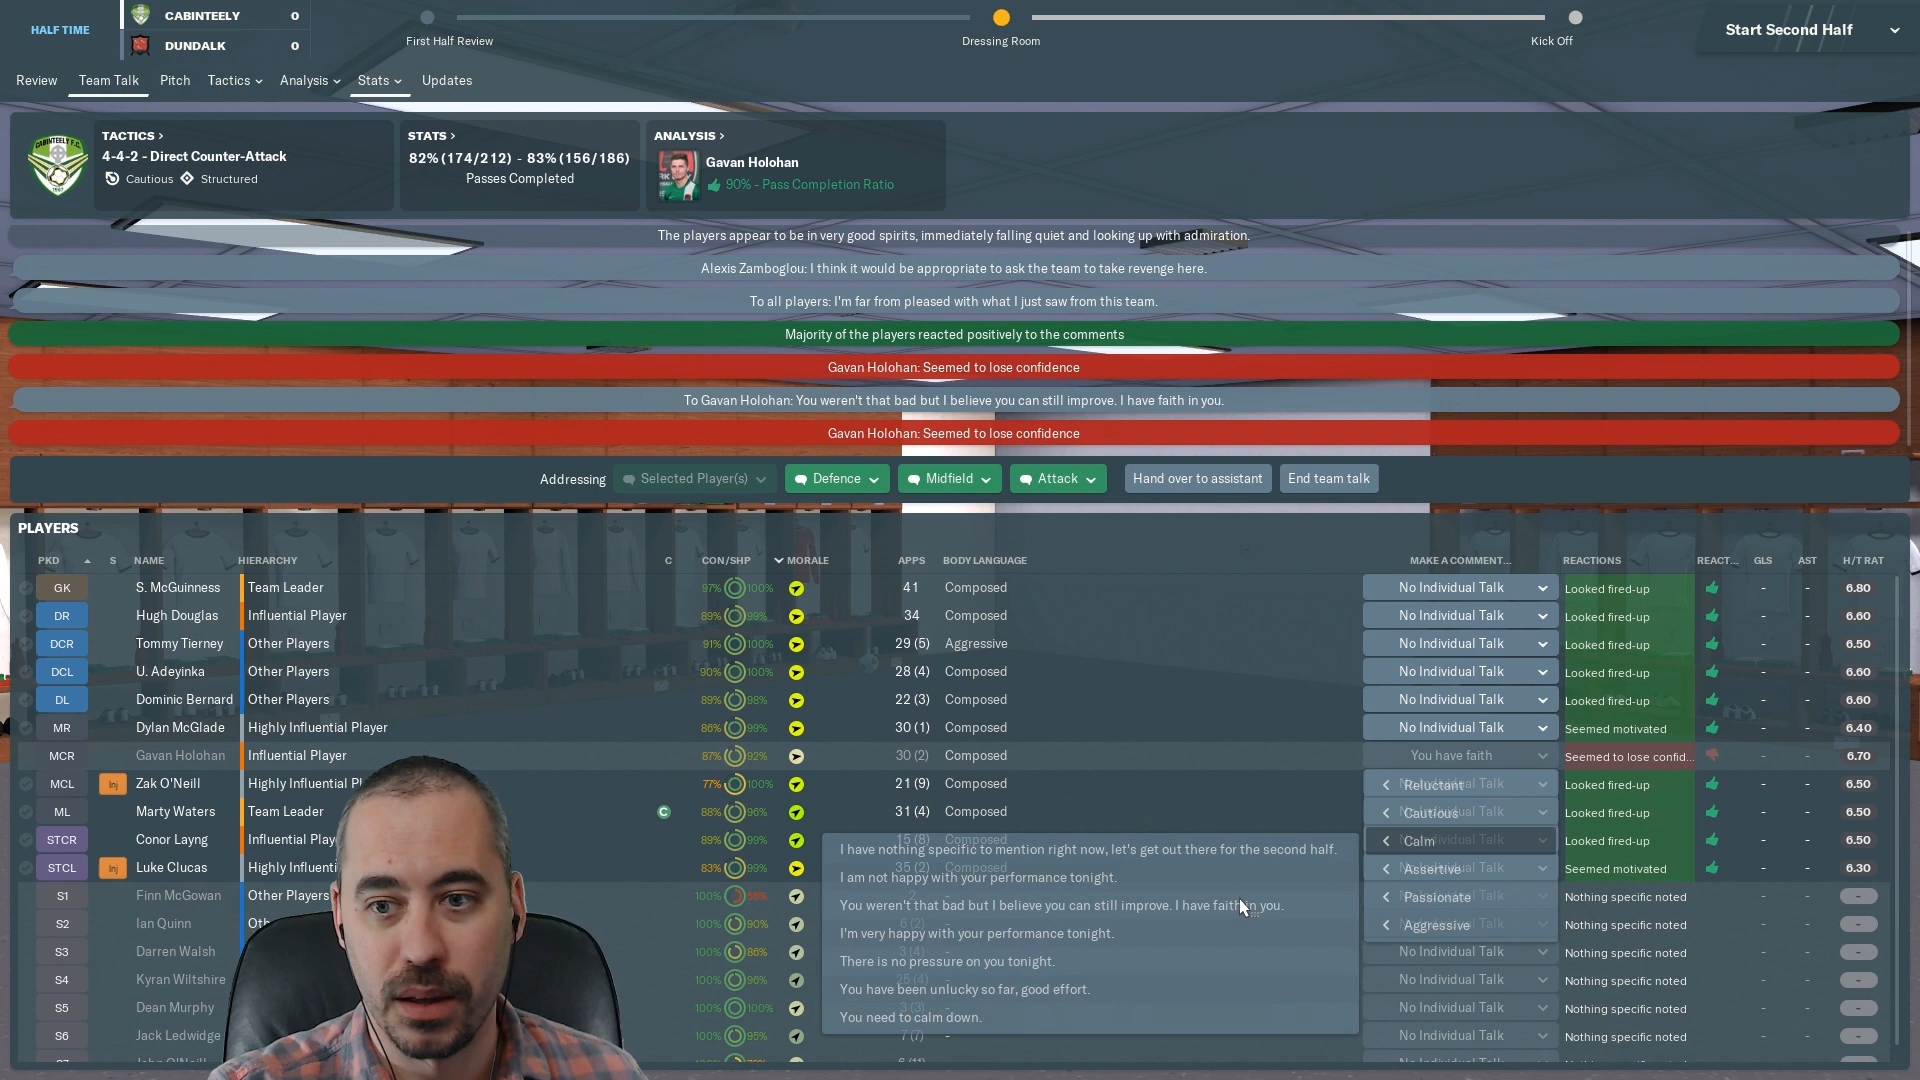 HALF TIME
CABINTEELY 0
DUNDALK 0
First Half Review
Dressing Room
Kick Off
Start Second Half
Review Team Talk Pitch Tactics Analysis Stats Updates
TACTICS >
4-4-2 - Direct Counter-Attack
Cautious Structured
STATS >
82% (174/212) - 83% (156/186)
Passes Completed
ANALYSIS >
Gavan Holohan
90% - Pass Completion Ratio
The players appear to be in very good spirits, immediately falling quiet and looking up with admiration.
Alexis Zamboglou: I think it would be appropriate to ask the team to take revenge here.
To all players: I'm far from pleased with what I just saw from this team.
Majority of the players reacted positively to the comments
Gavan Holohan: Seemed to lose confidence
To Gavan Holohan: You weren't that bad but I believe you can still improve. I have faith in you.
Gavan Holohan: Seemed to lose confidence
Addressing Selected Player(s) Defence Midfield Attack Hand over to assistant End team talk
PLAYERS
PKD S NAME HIERARCHY C CON/SHP MORALE APPS BODY LANGUAGE MAKE A COMMENT... REACTIONS REACT... GLS AST H/T RAT
GK S. McGuinness Team Leader 97% 100% 41 Composed No Individual Talk Looked fired-up - - 6.80
DR Hugh Douglas Influential Player 89% 99% 34 Composed No Individual Talk Looked fired-up - - 6.60
DCR Tommy Tierney Other Players 91% 100% 29 (5) Aggressive No Individual Talk Looked fired-up - - 6.50
DCL U. Adeyinka Other Players 90% 100% 28 (4) Composed No Individual Talk Looked fired-up - - 6.60
DL Dominic Bernard Other Players 89% 98% 22 (3) Composed No Individual Talk Looked fired-up - - 6.60
MR Dylan McGlade Highly Influential Player 86% 99% 30 (1) Composed No Individual Talk Seemed motivated - - 6.40
MCR Gavan Holohan Influential Player 87% 92% 30 (2) Composed You have faith Seemed to lose confid... - - 6.70
MCL Inj Zak O'Neill Highly Influential Pl 77% 100% 21 (9) Composed Reluctant Looked fired-up - - 6.50
ML Marty Waters Team Leader C 88% 96% 31 (4) Composed Cautious Looked fired-up - - 6.50
STCR Conor Layng Influential Playe 89% 99% 15 (8) Composed Calm Looked fired-up - - 6.50
I have nothing specific to mention right now, let's get out there for the second half.
STCL Inj Luke Clucas Highly Influenti 83% 99% 35 (2) Composed Assertive Seemed motivated - - 6.30
I am not happy with your performance tonight.
S1 Finn McGowan Other Players 100% Passionate Nothing specific noted -
You weren't that bad but I believe you can still improve. I have faith in you.
S2 Ian Quinn Oth 100% 90% 6 (2) Aggressive Nothing specific noted -
I'm very happy with your performance tonight.
S3 Darren Walsh 100% 86% 3 (4) No Individual Talk Nothing specific noted -
There is no pressure on you tonight.
S4 Kyran Wiltshire 100% 96% 25 (4) No Individual Talk Nothing specific noted -
You have been unlucky so far, good effort.
S5 Dean Murphy 100% 100% 3 (3) No Individual Talk Nothing specific noted -
You need to calm down.
S6 Jack Ledwidge 100% 95% 7 (7) - No Individual Talk Nothing specific noted -